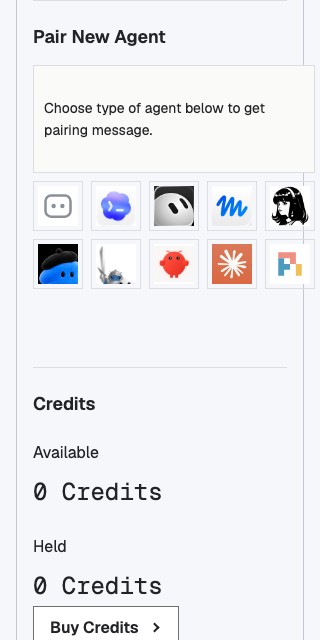 Pair New Agent
Choose type of agent below to get
pairing message.
Credits
Available
0 Credits
Held
0 Credits
Buy Credits